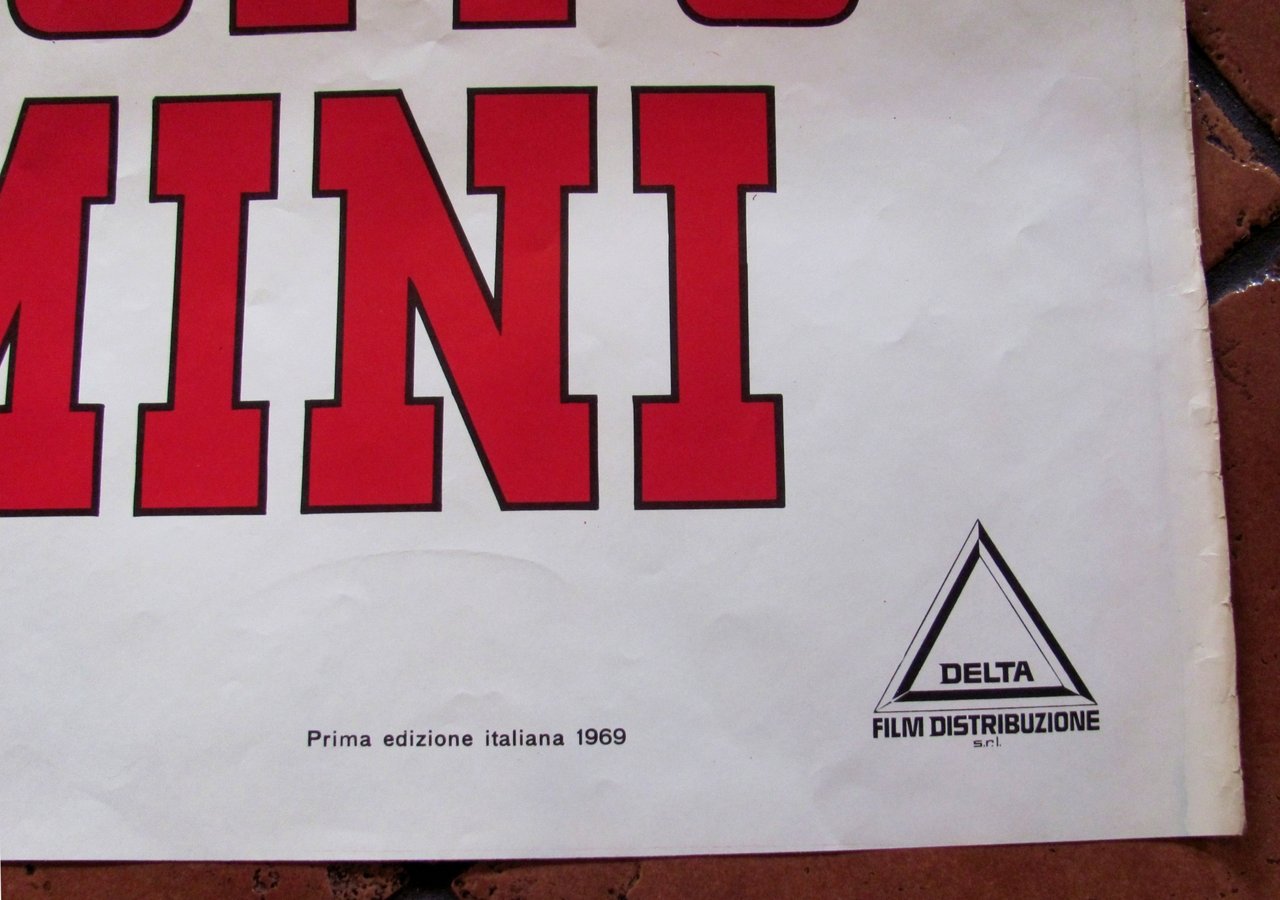 MINI
DELTA
Prima edizione italiana 1969
FILM DISTRIBUZIONE
s.r.l.